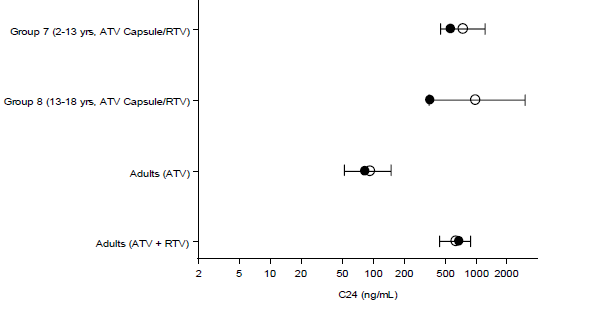 Group 7 (2-13 yrs, ATV Capsule/RTV)
Group 8 (13-18 yrs, ATV Capsule/RTV)
Adults (ATV)
Adults (ATV + RTV)
2 5 10 20 50 100 200 500 1000 2000
C24 (ng/mL)